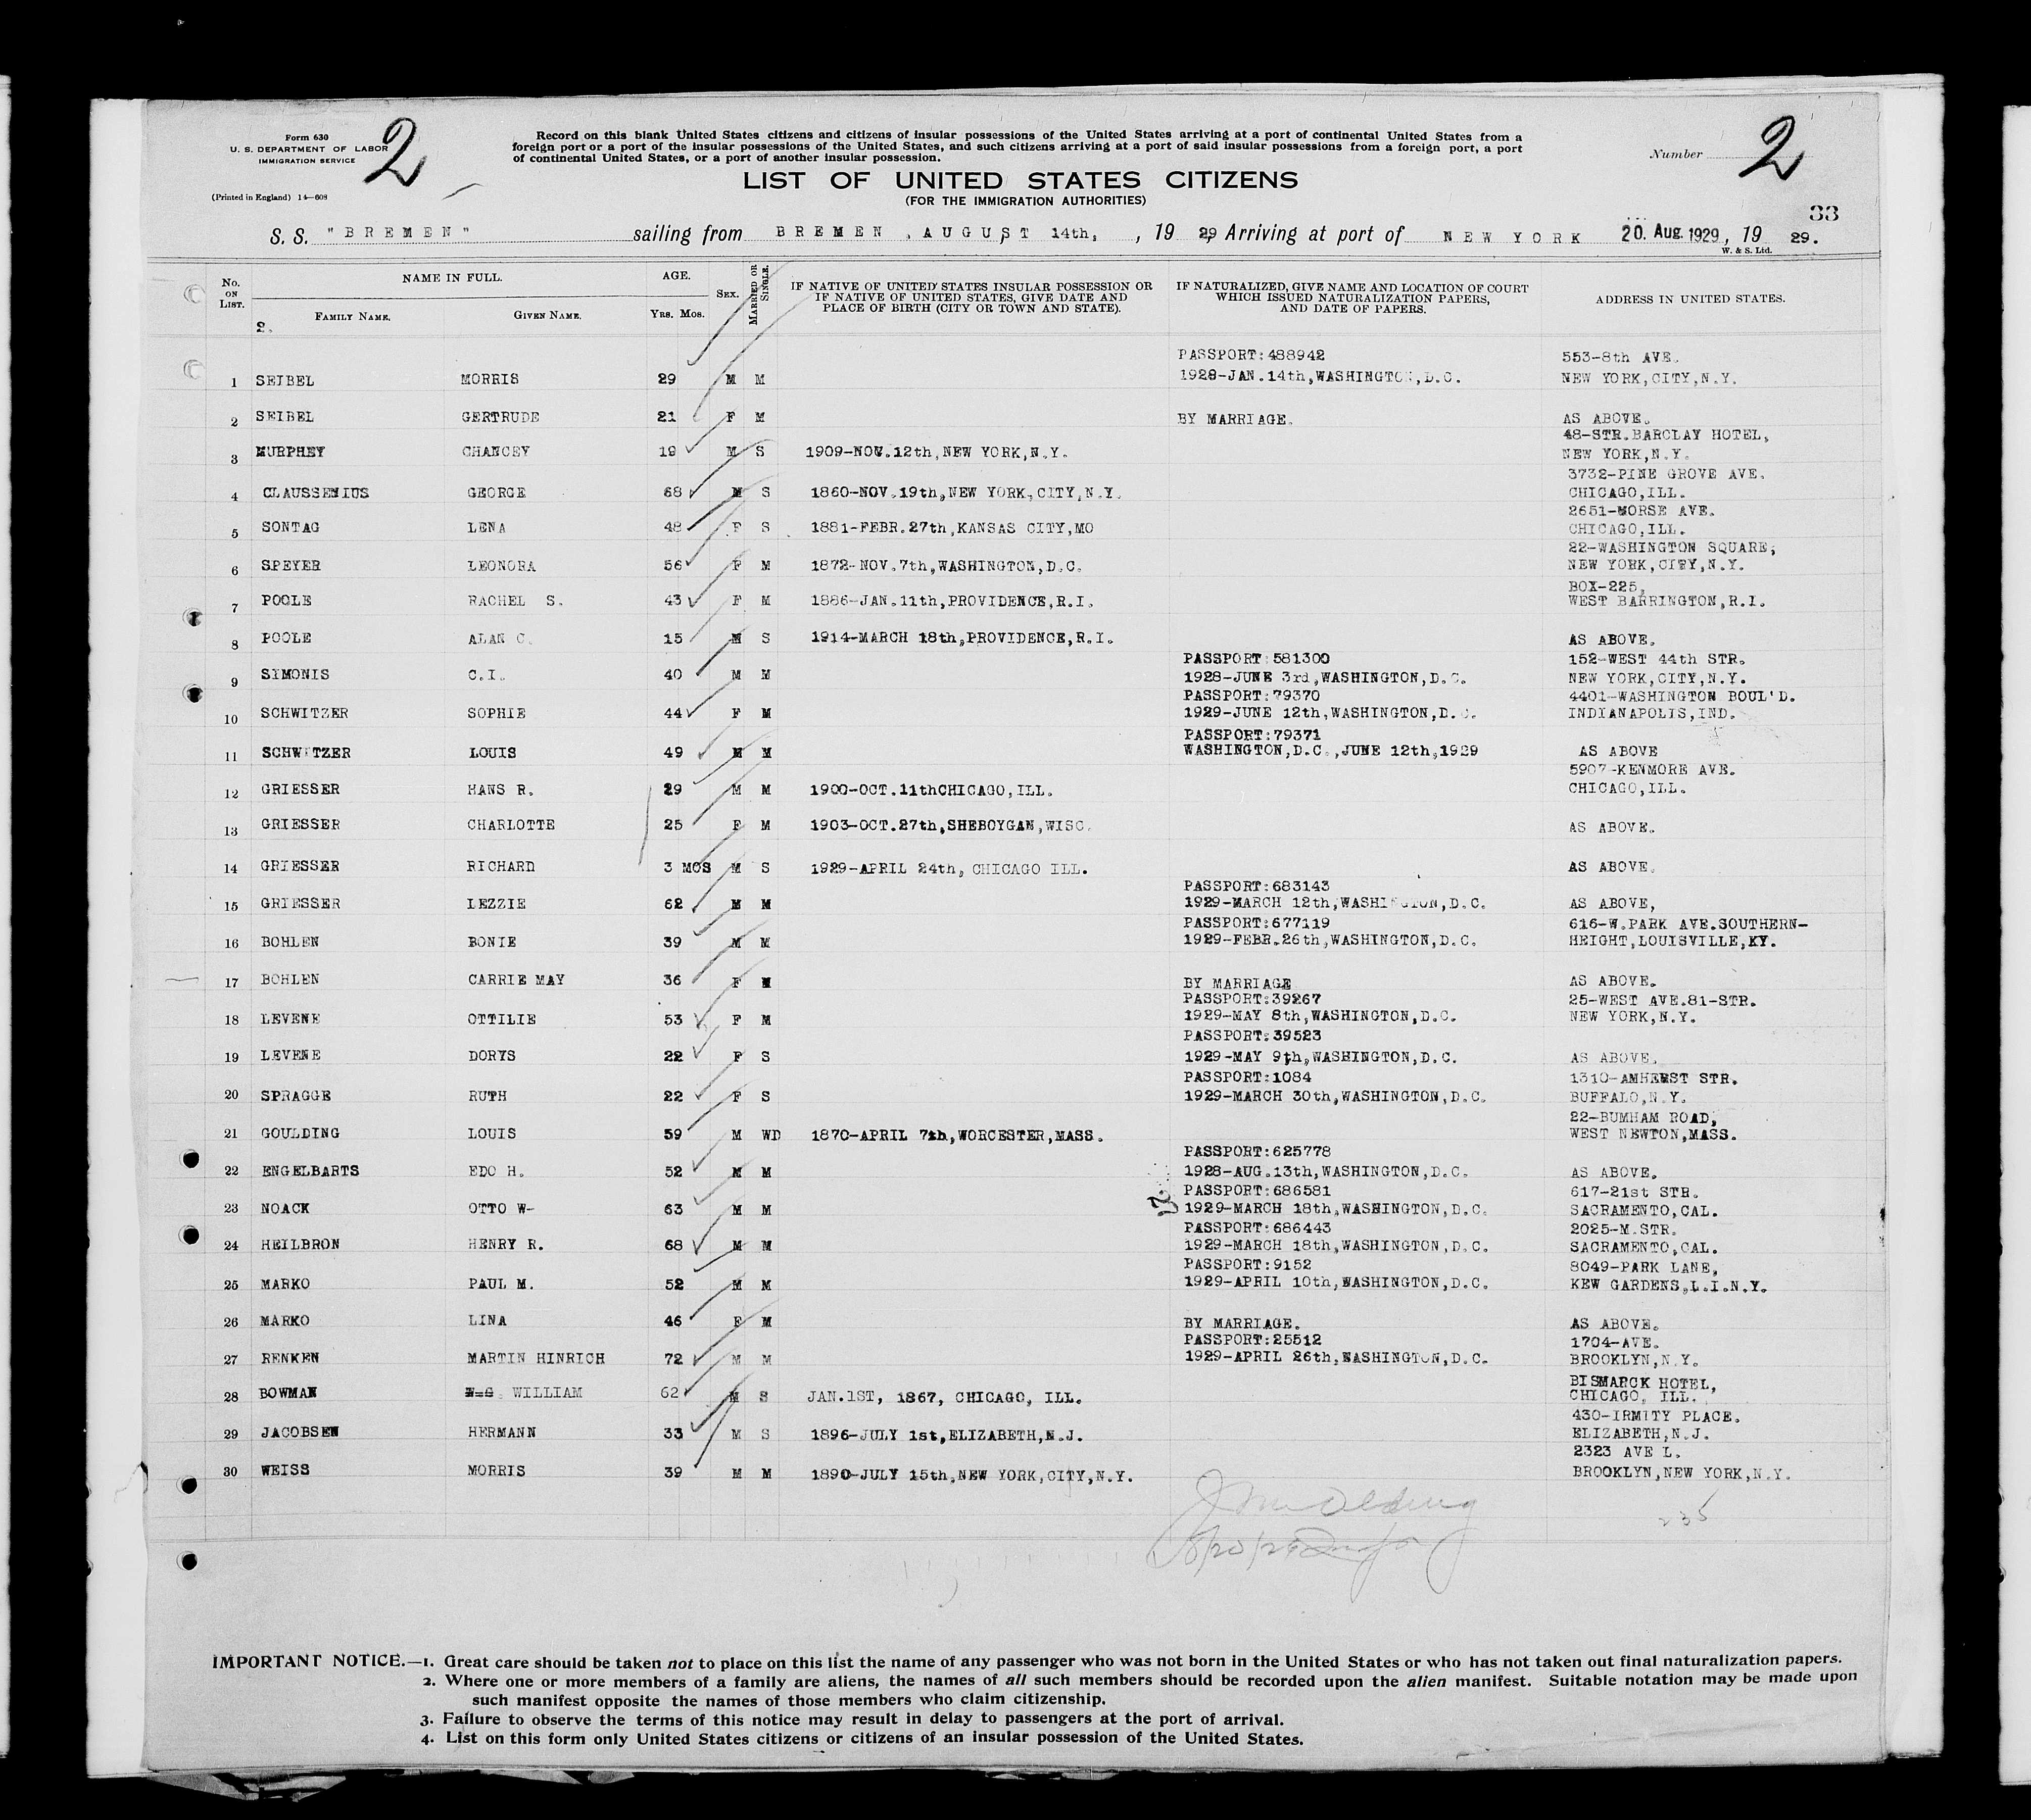 Form 630
U. S. DEPARTMENT OF LABOR
IMMIGRATION SERVICE
(Printed in England) 14—608
2
Record on this blank United States citizens and citizens of insular possessions of the United States arriving at a port of continental United States from a
foreign port or a port of the insular possessions of the United States, and such citizens arriving at a port of said insular possessions from a foreign port, a port
of continental United States, or a port of another insular possession.
Number 2
LIST OF UNITED STATES CITIZENS
(FOR THE IMMIGRATION AUTHORITIES)
33
S. S. "BREMEN" sailing from BREMEN, AUGUST 14th, , 19 29, Arriving at port of NEW YORK 20. Aug. 1929, 19 29.
W. & S. Ltd.
No. ON LIST. NAME IN FULL. AGE. SEX. MARRIED OR SINGLE. IF NATIVE OF UNITED STATES INSULAR POSSESSION OR IF NATIVE OF UNITED STATES, GIVE DATE AND PLACE OF BIRTH (CITY OR TOWN AND STATE). IF NATURALIZED, GIVE NAME AND LOCATION OF COURT WHICH ISSUED NATURALIZATION PAPERS, AND DATE OF PAPERS. ADDRESS IN UNITED STATES.
2. FAMILY NAME. GIVEN NAME. YRS. MOS.
PASSPORT:488942 553-8th AVE.
1 SEIBEL MORRIS 29 M M 1928-JAN.14th,WASHINGTON,D.C. NEW YORK,CITY,N.Y.
2 SEIBEL GERTRUDE 21 F M BY MARRIAGE. AS ABOVE.
48-STR.BARCLAY HOTEL,
3 MURPHEY CHANCEY 19 M S 1909-NOV.12th,NEW YORK,N.Y. NEW YORK,N.Y.
3732-PINE GROVE AVE.
4 CLAUSSENIUS GEORGE 68 M S 1860-NOV.19th,NEW YORK,CITY,N.Y. CHICAGO,ILL.
2651-MORSE AVE.
5 SONTAG LENA 48 F S 1881-FEBR.27th,KANSAS CITY,MO CHICAGO,ILL.
22-WASHINGTON SQUARE,
6 SPEYER LEONORA 56 F M 1872-NOV.7th,WASHINGTON,D.C. NEW YORK,CITY,N.Y.
BOX-225,
7 POOLE RACHEL S. 43 F M 1886-JAN.11th,PROVIDENCE,R.I. WEST BARRINGTON,R.I.
8 POOLE ALAN C. 15 M S 1914-MARCH 18th,PROVIDENCE,R.I. AS ABOVE.
PASSPORT:581300 152-WEST 44th STR.
9 SIMONIS C.I. 40 M M 1928-JUNE 3rd,WASHINGTON,D.C. NEW YORK,CITY,N.Y.
PASSPORT:79370 4401-WASHINGTON BOUL'D.
10 SCHWITZER SOPHIE 44 F M 1929-JUNE 12th,WASHINGTON,D.C. INDIANAPOLIS,IND.
PASSPORT:79371
11 SCHWITZER LOUIS 49 M M WASHINGTON,D.C.,JUNE 12th,1929 AS ABOVE
5907-KENMORE AVE.
12 GRIESSER HANS R. 29 M M 1900-OCT.11thCHICAGO,ILL. CHICAGO,ILL.
13 GRIESSER CHARLOTTE 25 F M 1903-OCT.27th,SHEBOYGAN,WISC. AS ABOVE.
14 GRIESSER RICHARD 3 MOS M S 1929-APRIL 24th, CHICAGO ILL. AS ABOVE.
PASSPORT:683143
15 GRIESSER LEZZIE 62 M M 1929-MARCH 12th,WASHINGTON,D.C. AS ABOVE,
PASSPORT:677119 616-W.PARK AVE.SOUTHERN-
16 BOHLEN BONIE 39 M M 1929-FEBR.26th,WASHINGTON,D.C. HEIGHT,LOUISVILLE,KY.
17 BOHLEN CARRIE MAY 36 F M BY MARRIAGE AS ABOVE.
PASSPORT:39267 25-WEST AVE.81-STR.
18 LEVENE OTTILIE 53 F M 1929-MAY 8th,WASHINGTON,D.C. NEW YORK,N.Y.
PASSPORT:39523
19 LEVENE DORYS 22 F S 1929-MAY 9th,WASHINGTON,D.C. AS ABOVE.
PASSPORT:1084 1310-AMHERST STR.
20 SPRAGGE RUTH 22 F S 1929-MARCH 30th,WASHINGTON,D.C. BUFFALO,N.Y.
22-BUMHAM ROAD,
21 GOULDING LOUIS 59 M WD 1870-APRIL 7th,WORCESTER,MASS. WEST NEWTON,MASS.
PASSPORT:625778
22 ENGELBARTS EDO H. 52 M M 1928-AUG.13th,WASHINGTON,D.C. AS ABOVE.
PASSPORT:686581 617-21st STR.
23 NOACK OTTO W- 63 M M 1929-MARCH 18th,WASHINGTON,D.C. SACRAMENTO,CAL.
PASSPORT:686443 2025-M.STR.
24 HEILBRON HENRY R. 68 M M 1929-MARCH 18th,WASHINGTON,D.C. SACRAMENTO,CAL.
PASSPORT:9152 8049-PARK LANE,
25 MARKO PAUL M. 52 M M 1929-APRIL 10th,WASHINGTON,D.C. KEW GARDENS,L.I.N.Y.
26 MARKO LINA 46 F M BY MARRIAGE. AS ABOVE.
PASSPORT:25512 1704-AVE.
27 RENKEN MARTIN HINRICH 72 M M 1929-APRIL 26th,WASHINGTON,D.C. BROOKLYN,N.Y.
BISMARCK HOTEL,
28 BOWMAN WILLIAM 62 M S JAN.1ST, 1867, CHICAGO, ILL. CHICAGO, ILL.
430-IRMITY PLACE.
29 JACOBSEN HERMANN 33 M S 1896-JULY 1st,ELIZABETH,N.J. ELIZABETH,N.J.
2323 AVE L.
30 WEISS MORRIS 39 M M 1890-JULY 15th,NEW YORK,CITY,N.Y. BROOKLYN,NEW YORK,N.Y.
235
8/20/29
IMPORTANT NOTICE.—1. Great care should be taken not to place on this list the name of any passenger who was not born in the United States or who has not taken out final naturalization papers.
2. Where one or more members of a family are aliens, the names of all such members should be recorded upon the alien manifest. Suitable notation may be made upon
such manifest opposite the names of those members who claim citizenship.
3. Failure to observe the terms of this notice may result in delay to passengers at the port of arrival.
4. List on this form only United States citizens or citizens of an insular possession of the United States.